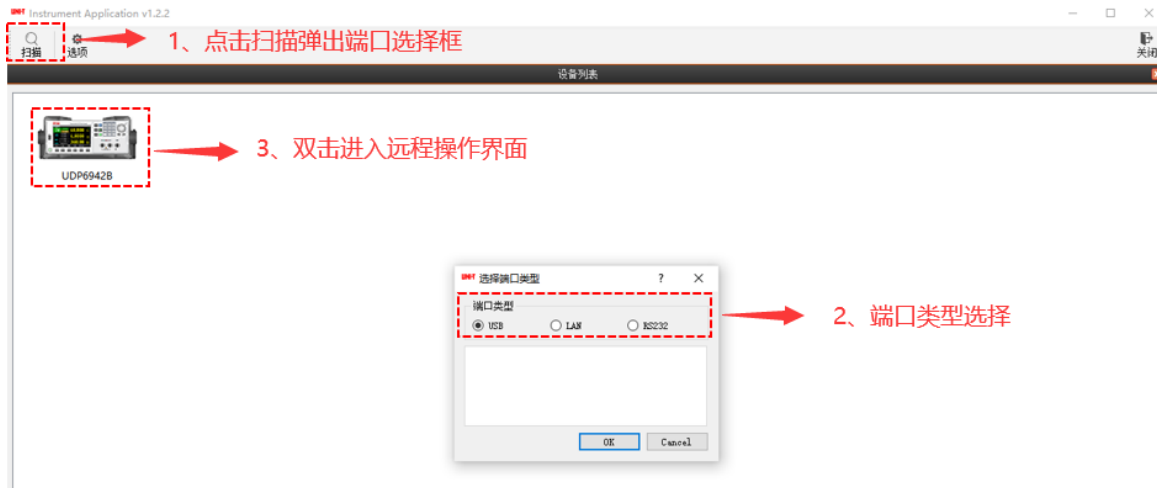 UNI-T Instrument Application v1.2.2
扫描
选项
1、点击扫描弹出端口选择框
关闭
设备列表
3、双击进入远程操作界面
UDP6942B
UNI-T 选择端口类型
端口类型
USB LAN RS232
2、端口类型选择
OK Cancel